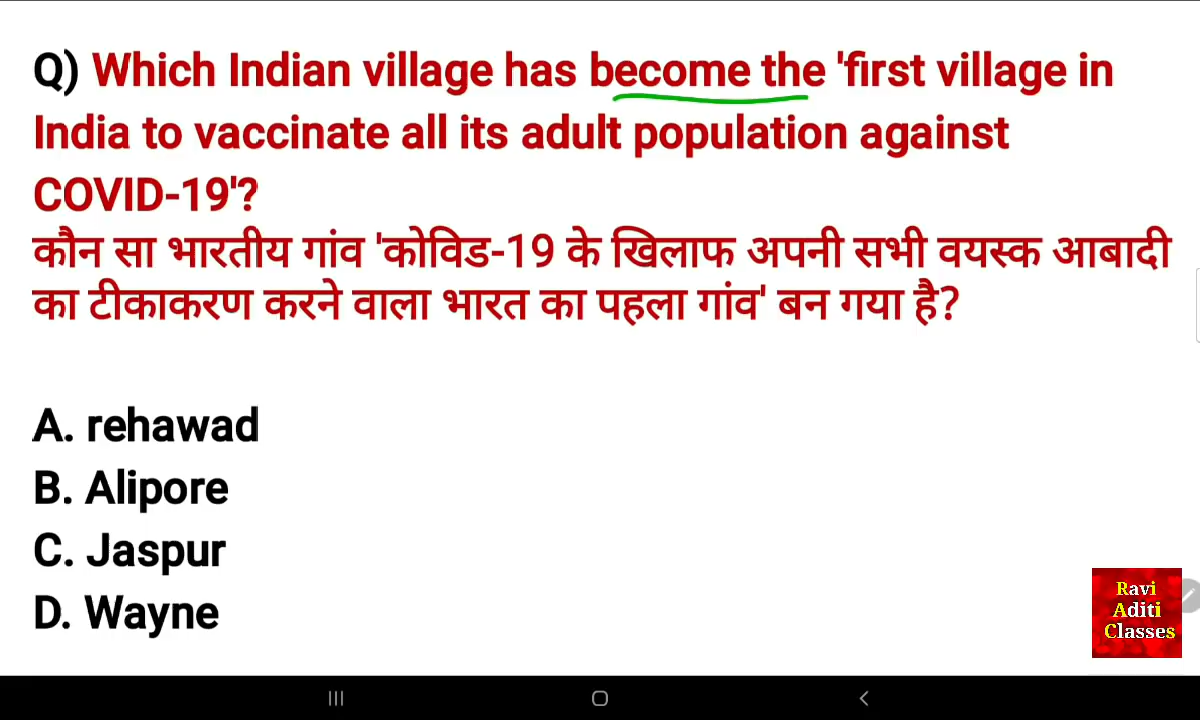 Q) Which Indian village has become the 'first village in
India to vaccinate all its adult population against
COVID-19'?
कौन सा भारतीय गांव 'कोविड-19 के खिलाफ अपनी सभी वयस्क आबादी
का टीकाकरण करने वाला भारत का पहला गांव' बन गया है?
A. rehawad
B. Alipore
C. Jaspur
D. Wayne
Ravi
Aditi
Classes